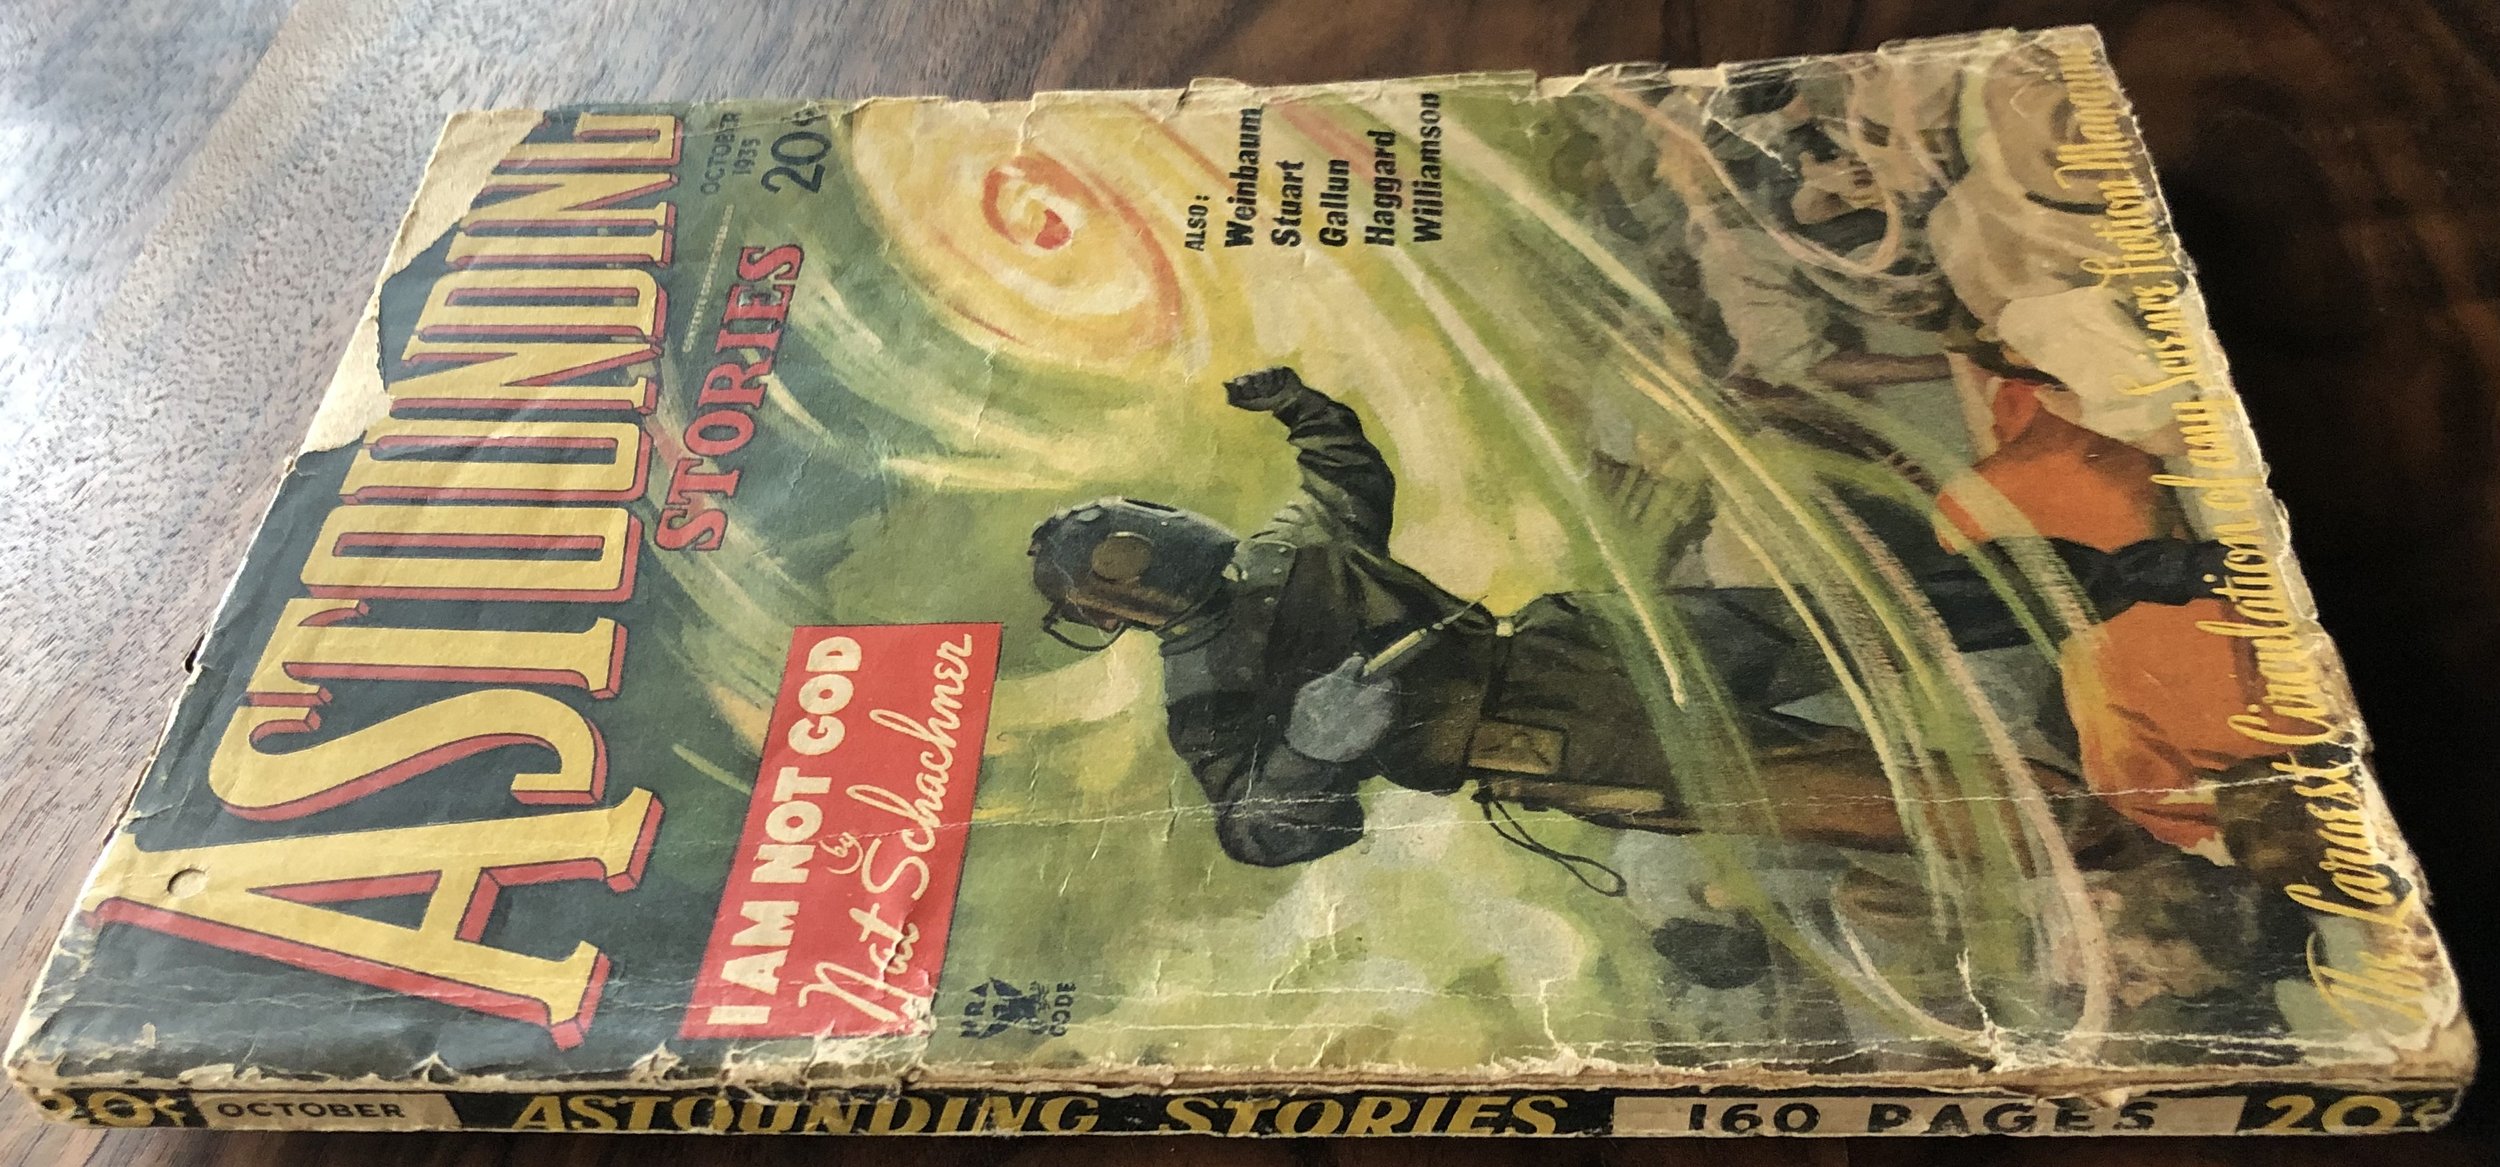 ASTOUNDING
STORIES
OCTOBER
1935
20¢
I AM NOT GOD
by
Nat Schachner
ALSO:
Weinbaum
Stuart
Gallun
Haggard
Williamson
CODE
The Largest Circulation of any Science Fiction Magazine
20¢ OCTOBER ASTOUNDING STORIES 160 PAGES 20¢